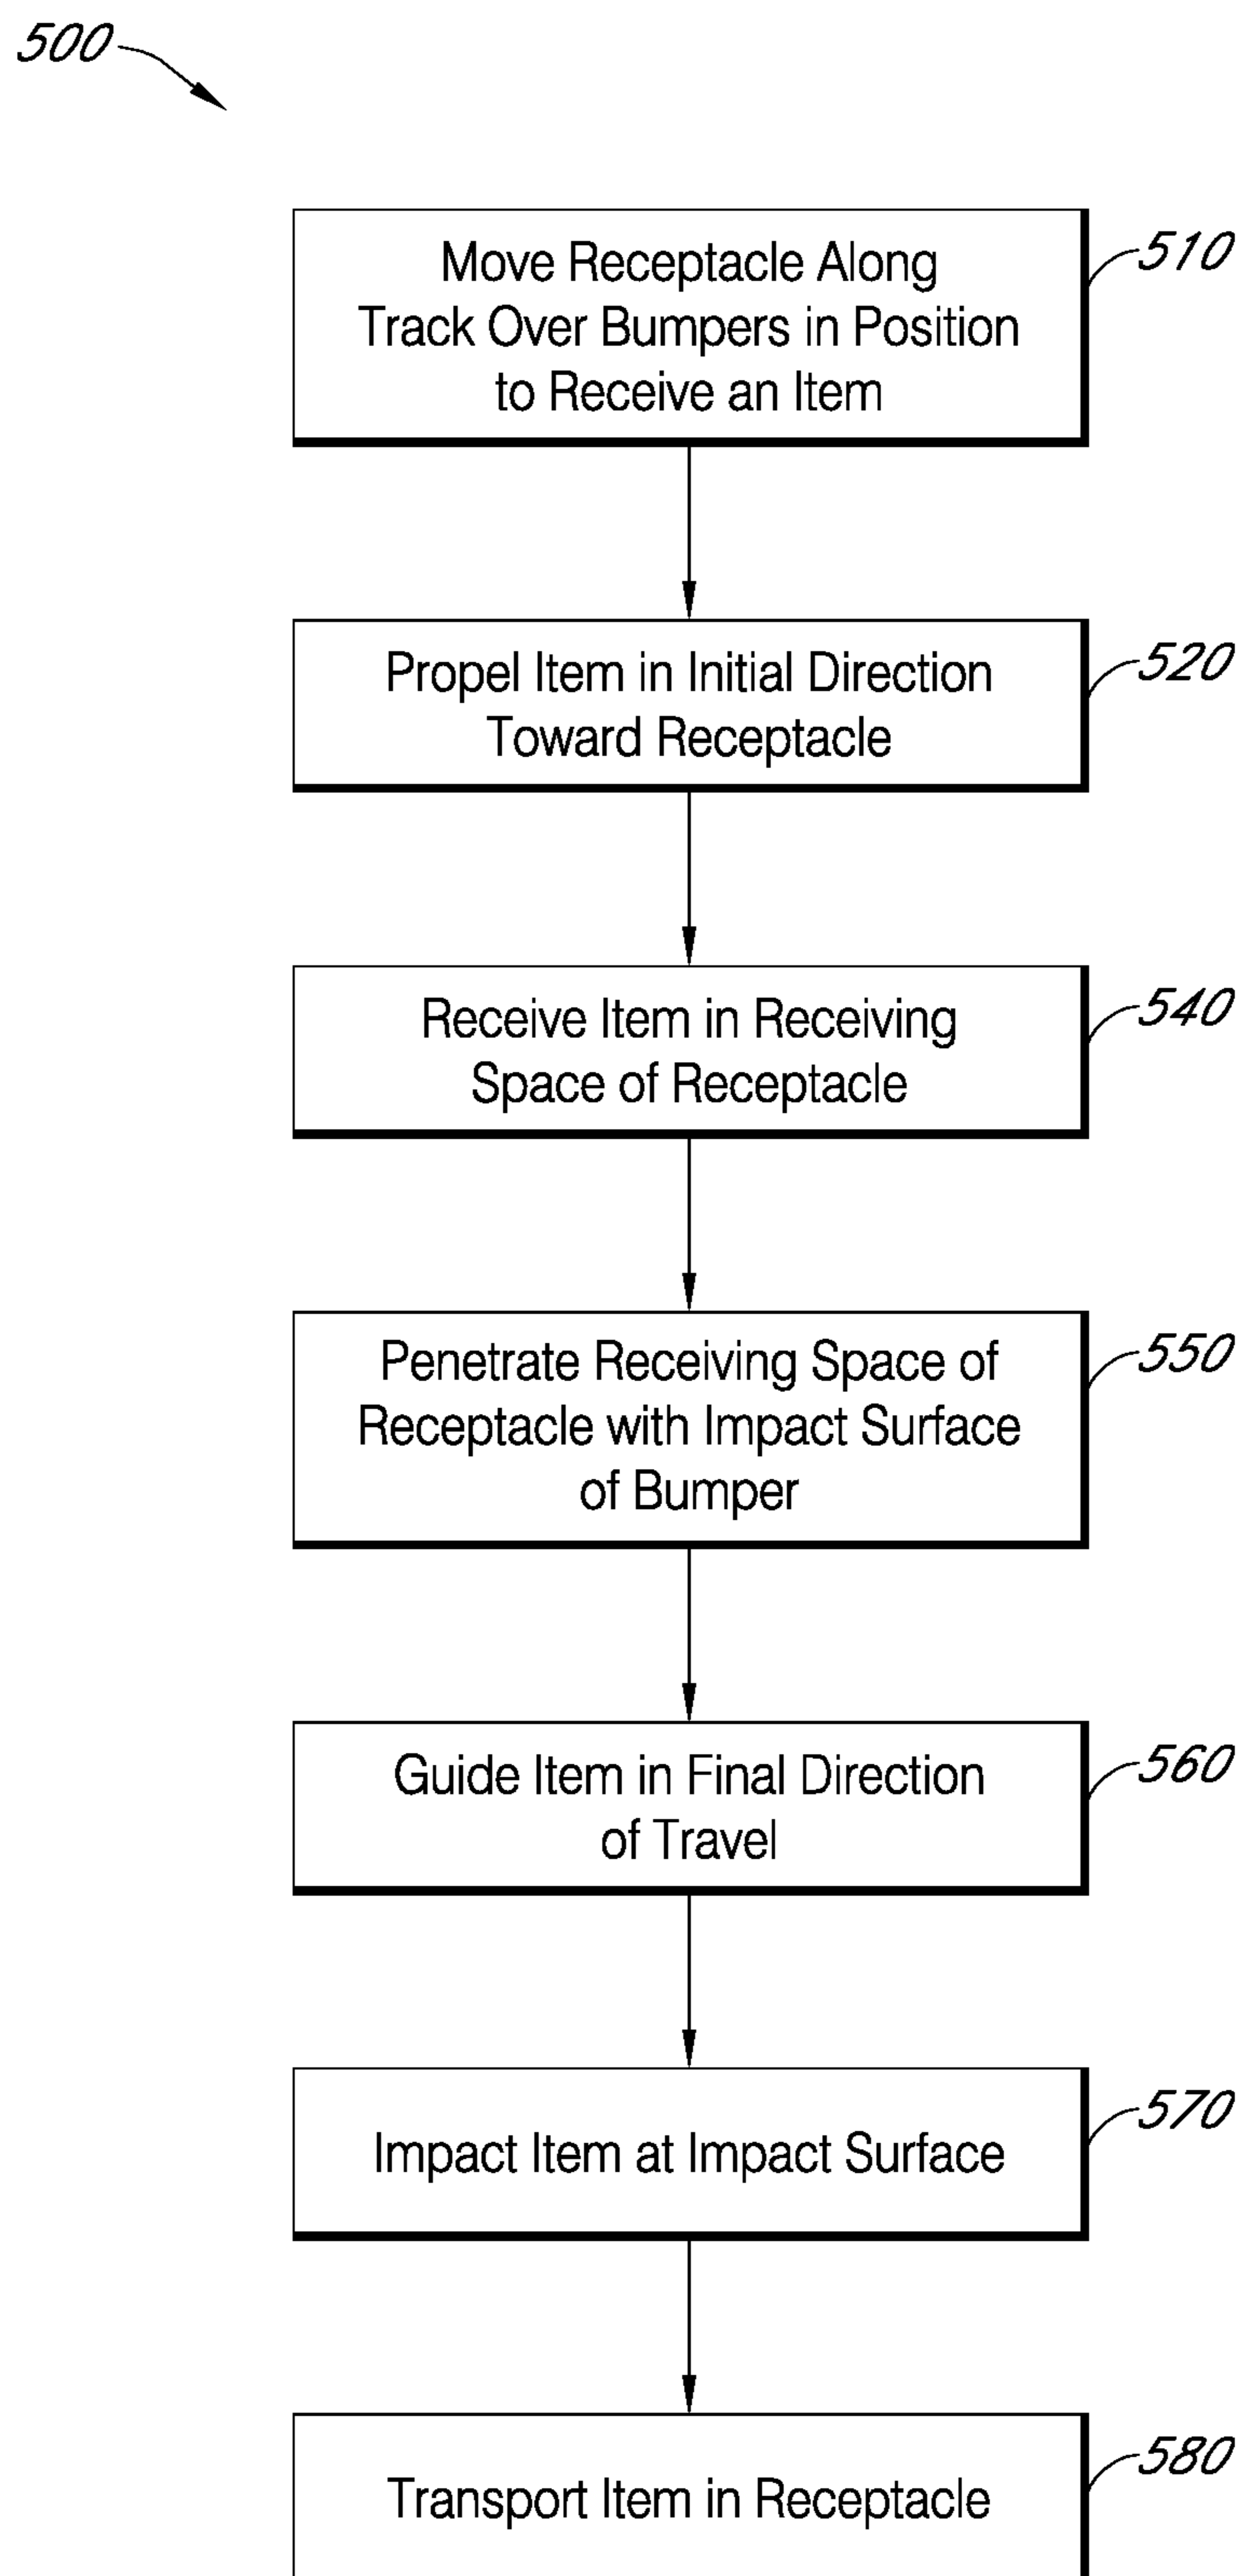 500
Move Receptacle Along
Track Over Bumpers in Position
to Receive an Item
510
Propel Item in Initial Direction
Toward Receptacle
520
Receive Item in Receiving
Space of Receptacle
540
Penetrate Receiving Space of
Receptacle with Impact Surface
of Bumper
550
Guide Item in Final Direction
of Travel
560
Impact Item at Impact Surface
570
Transport Item in Receptacle
580